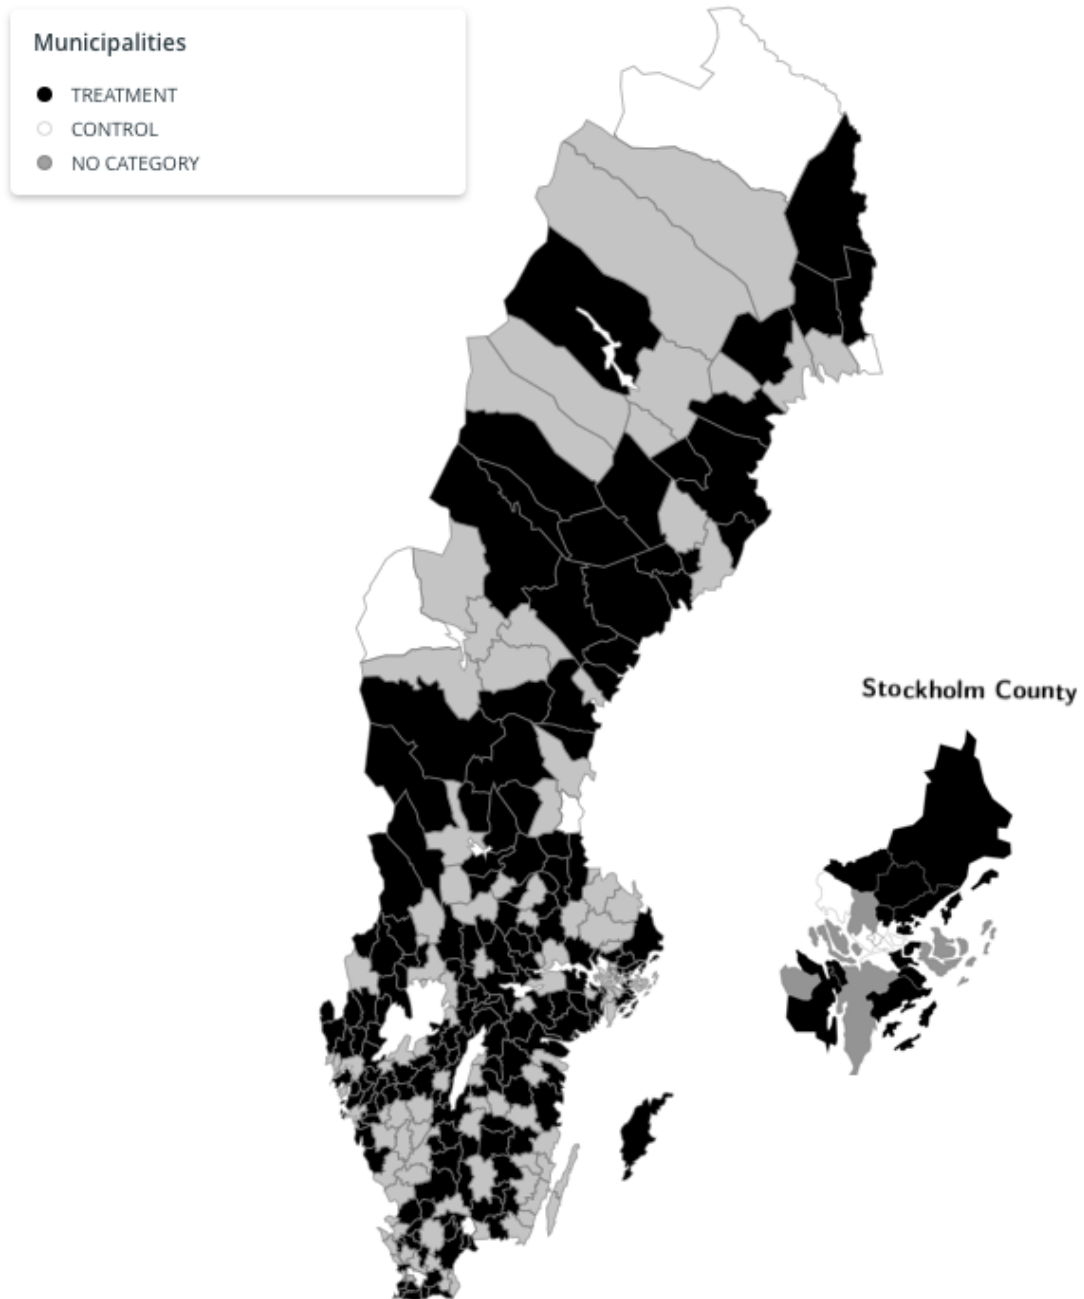 Municipalities
TREATMENT
CONTROL
NO CATEGORY
Stockholm County